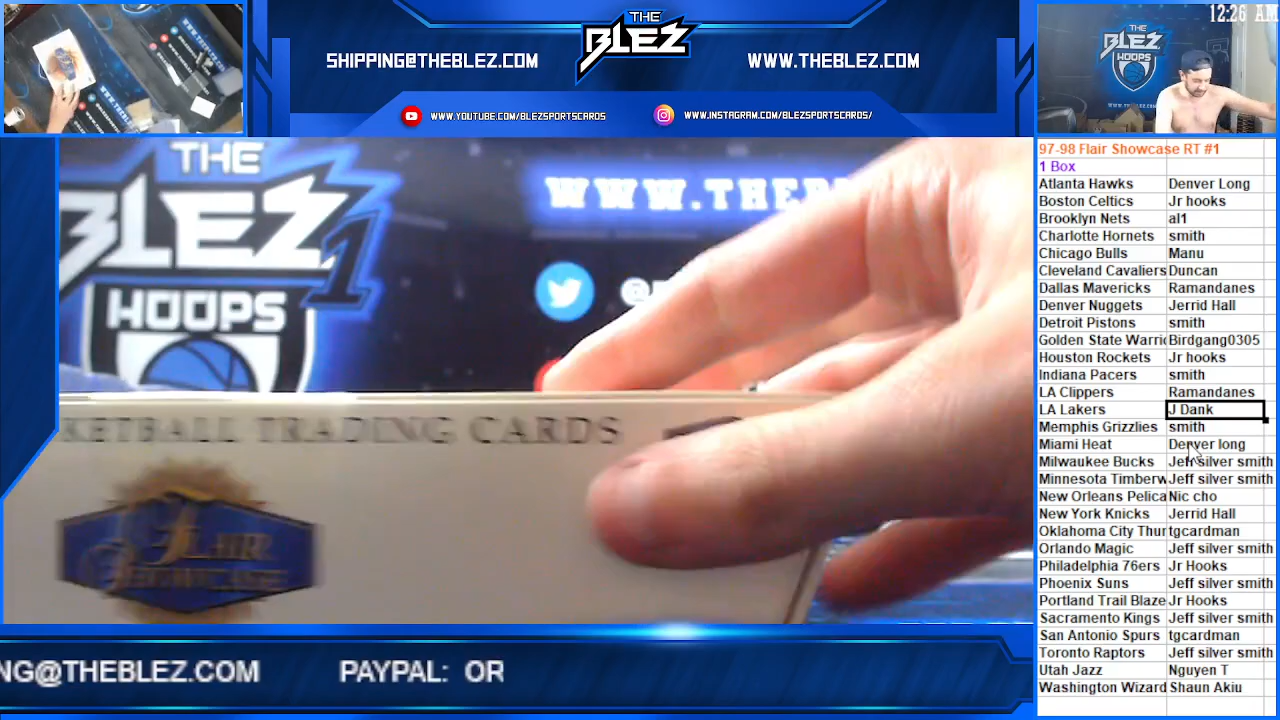 12:26 AM
THE
BLEZ
SHIPPING@THEBLEZ.COM
WWW.THEBLEZ.COM
WWW.YOUTUBE.COM/BLEZSPORTSCARDS
WWW.INSTAGRAM.COM/BLEZSPORTSCARDS/
THE
BLEZ
HOOPS
THE
BLEZ
1
HOOPS
WWW.THEB
@
KETBALL TRADING CARDS
FLAIR
SHOWCASE
97-98 Flair Showcase RT #1
1 Box
Atlanta Hawks Denver Long
Boston Celtics Jr hooks
Brooklyn Nets al1
Charlotte Hornets smith
Chicago Bulls Manu
Cleveland Cavaliers Duncan
Dallas Mavericks Ramandanes
Denver Nuggets Jerrid Hall
Detroit Pistons smith
Golden State Warrio Birdgang0305
Houston Rockets Jr hooks
Indiana Pacers smith
LA Clippers Ramandanes
LA Lakers J Dank
Memphis Grizzlies smith
Miami Heat Denver long
Milwaukee Bucks Jeff silver smith
Minnesota Timberw Jeff silver smith
New Orleans Pelica Nic cho
New York Knicks Jerrid Hall
Oklahoma City Thur tgcardman
Orlando Magic Jeff silver smith
Philadelphia 76ers Jr Hooks
Phoenix Suns Jeff silver smith
Portland Trail Blaze Jr Hooks
Sacramento Kings Jeff silver smith
San Antonio Spurs tgcardman
Toronto Raptors Jeff silver smith
Utah Jazz Nguyen T
Washington Wizard Shaun Akiu
NG@THEBLEZ.COM PAYPAL: OR